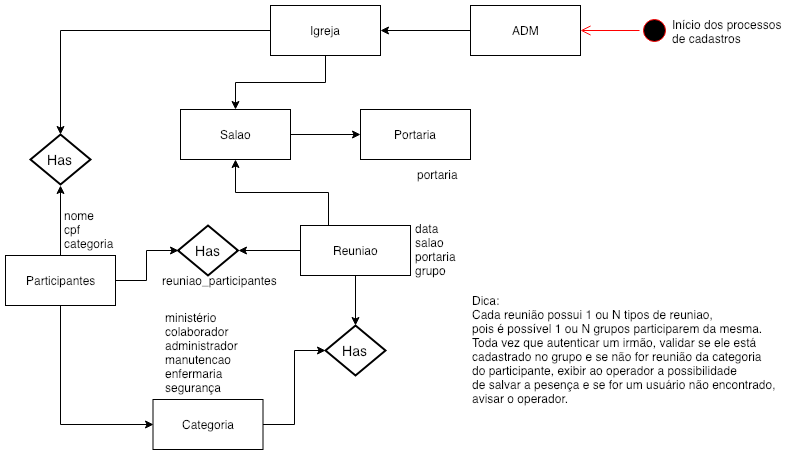 Igreja
ADM
Início dos processos
de cadastros
Salao
Portaria
portaria
Has
nome
cpf
categoria
Participantes
Has
reuniao_participantes
Reuniao
data
salao
portaria
grupo
Has
ministério
colaborador
administrador
manutencao
enfermaria
segurança
Categoria
Dica:
Cada reunião possui 1 ou N tipos de reuniao,
pois é possivel 1 ou N grupos participarem da mesma.
Toda vez que autenticar um irmão, validar se ele está
cadastrado no grupo e se não for reunião da categoria
do participante, exibir ao operador a possibilidade
de salvar a pesença e se for um usuário não encontrado,
avisar o operador.